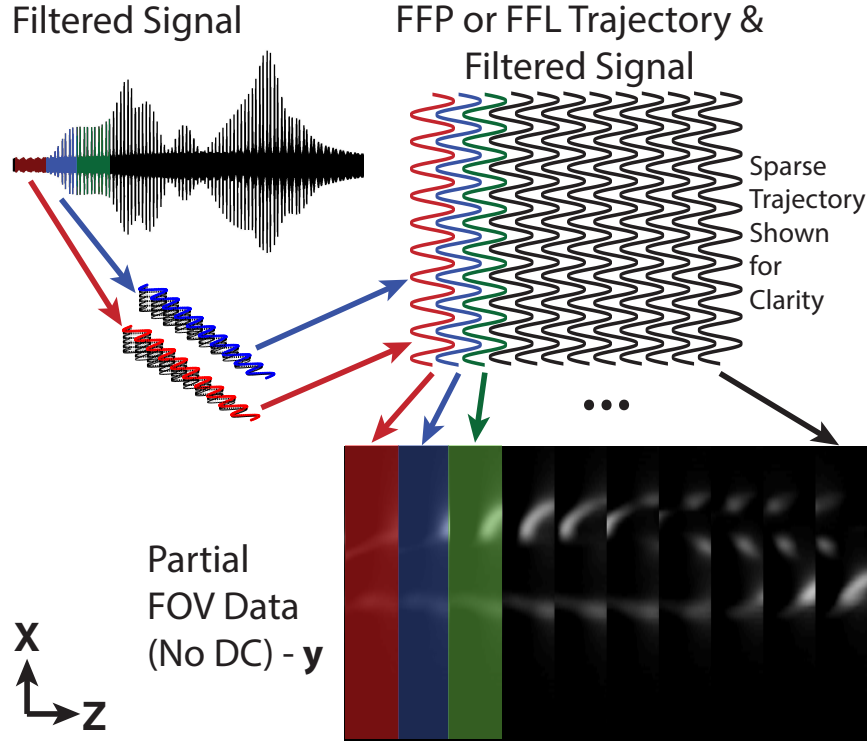 Filtered Signal
FFP or FFL Trajectory &
Filtered Signal
Sparse
Trajectory
Shown
for
Clarity
Partial
FOV Data
(No DC) - y
X
Z